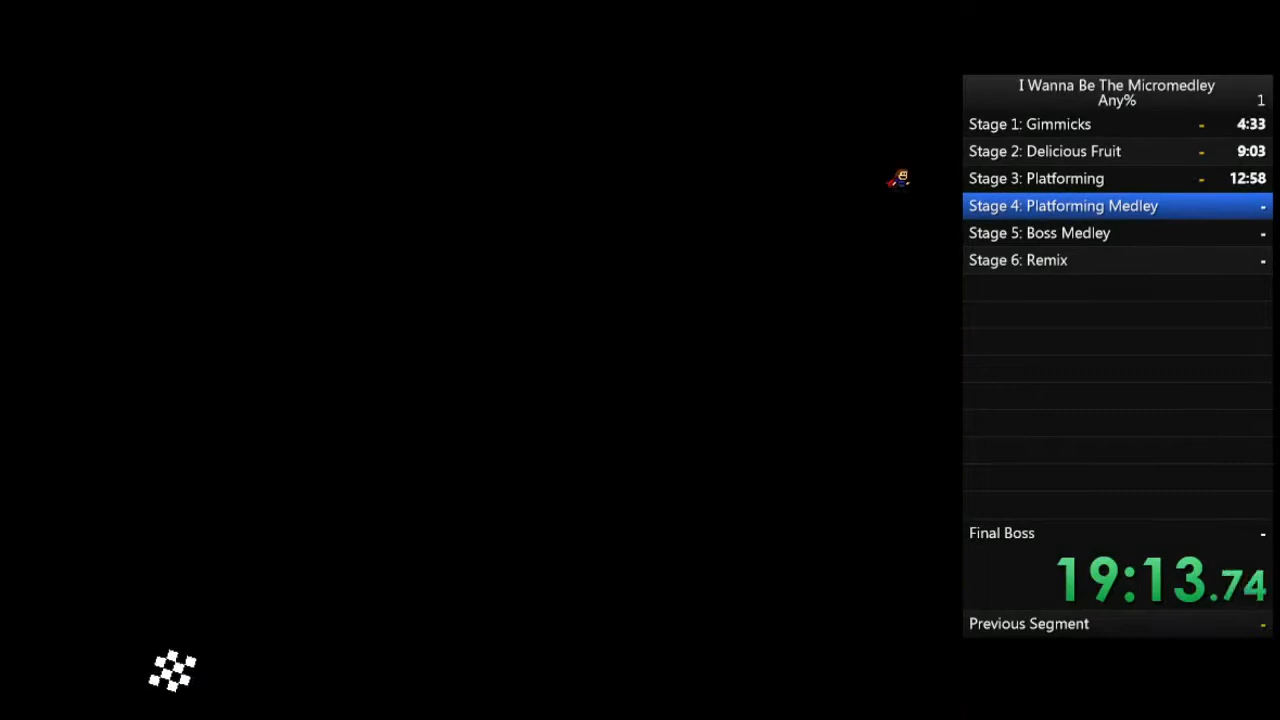 I Wanna Be The Micromedley
Any% 1
Stage 1: Gimmicks - 4:33
Stage 2: Delicious Fruit - 9:03
Stage 3: Platforming - 12:58
Stage 4: Platforming Medley -
Stage 5: Boss Medley -
Stage 6: Remix -
Final Boss -
19:13.74
Previous Segment -